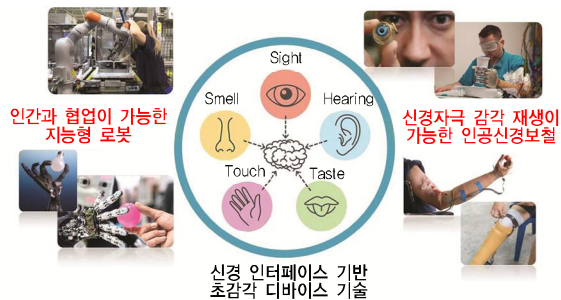 Sight
Smell
Hearing
인간과 협업이 가능한
지능형 로봇
신경자극 감각 재생이
가능한 인공신경보철
Touch
Taste
신경 인터페이스 기반
초감각 디바이스 기술